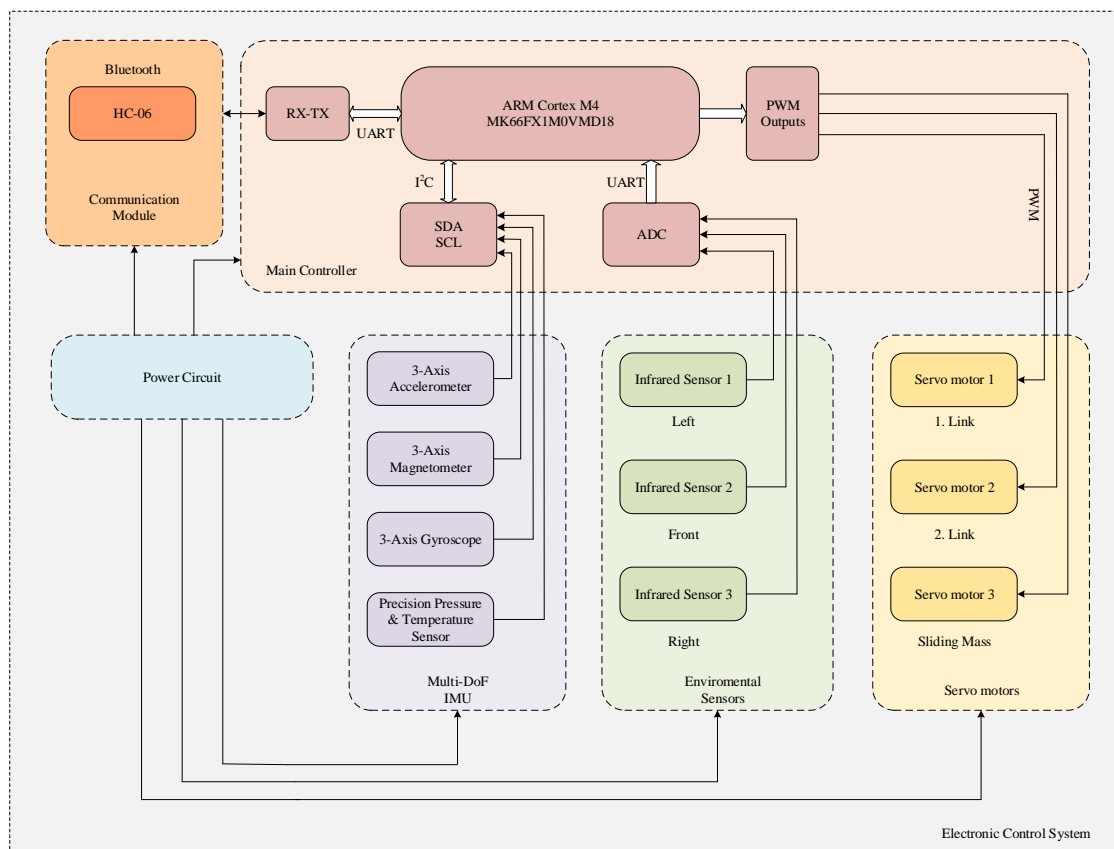 Bluetooth
HC-06
Communication
Module
RX-TX
UART
ARM Cortex M4
MK66FX1M0VMD18
PWM
Outputs
I²C
UART
SDA
SCL
ADC
PWM
Main Controller
Power Circuit
3-Axis
Accelerometer
3-Axis
Magnetometer
3-Axis Gyroscope
Precision Pressure
& Temperature
Sensor
Multi-DoF
IMU
Infrared Sensor 1
Left
Infrared Sensor 2
Front
Infrared Sensor 3
Right
Enviromental
Sensors
Servo motor 1
1. Link
Servo motor 2
2. Link
Servo motor 3
Sliding Mass
Servo motors
Electronic Control System